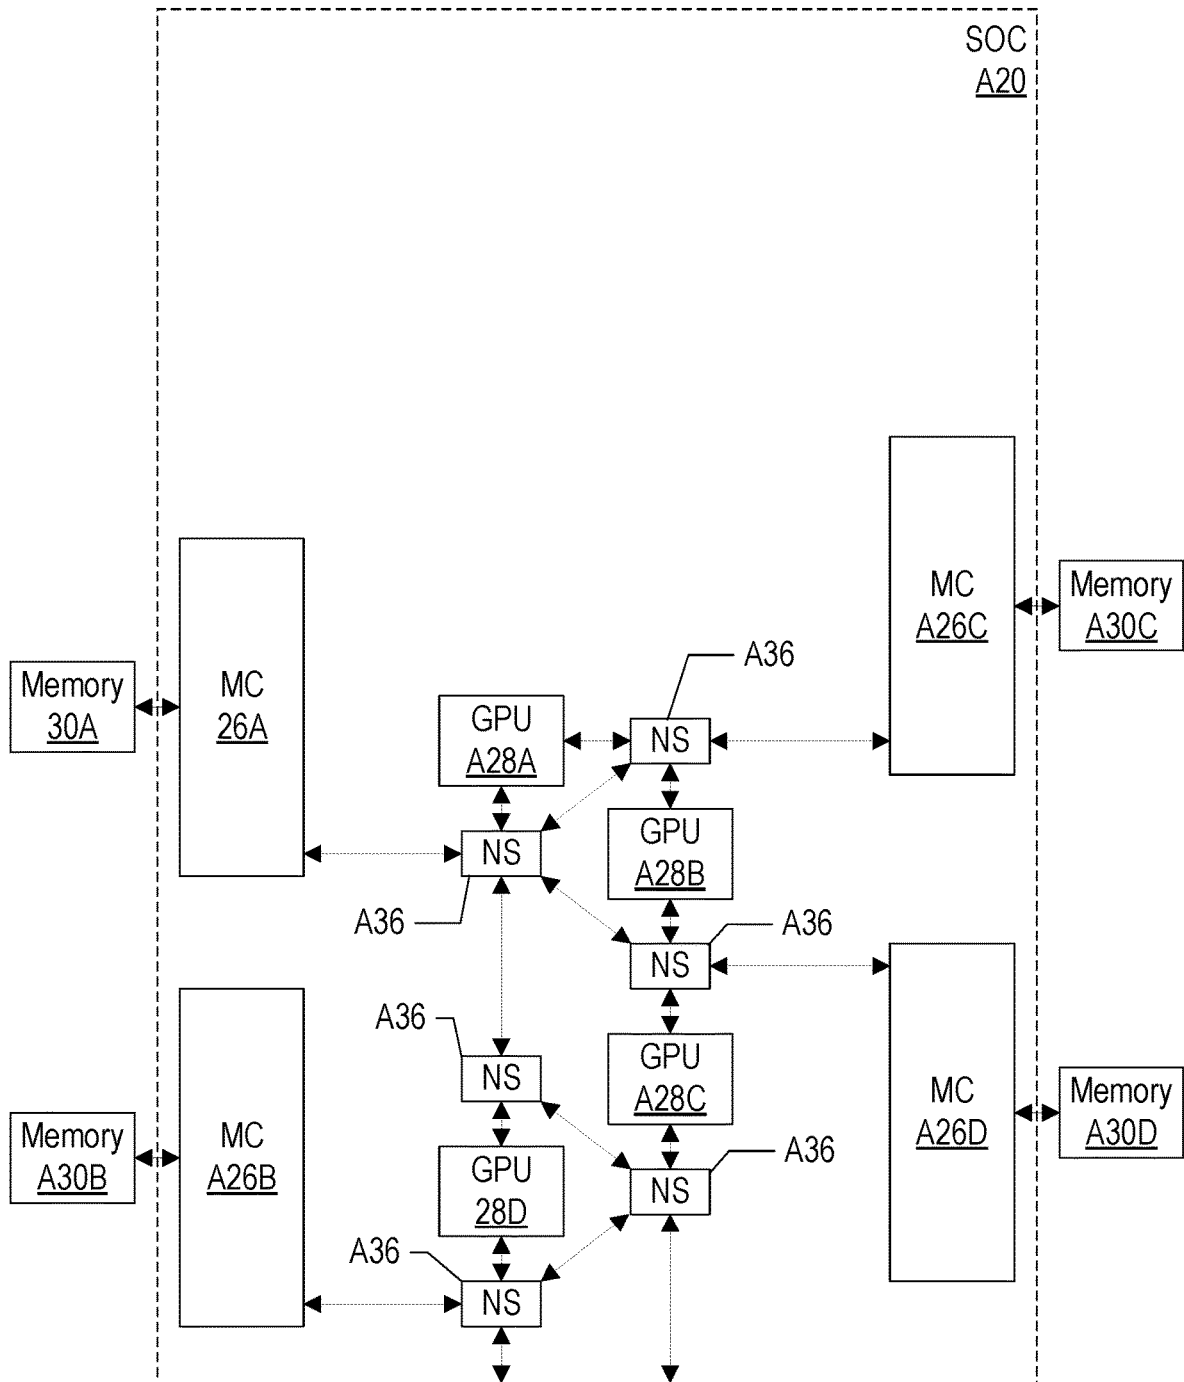 SOC
A20
MC
A26C
Memory
A30C
A36
Memory
30A
MC
26A
GPU
A28A
NS
GPU
A28B
NS
A36
A36
NS
A36
NS
GPU
A28C
MC
A26D
Memory
A30D
Memory
A30B
MC
A26B
GPU
28D
A36
NS
A36
NS